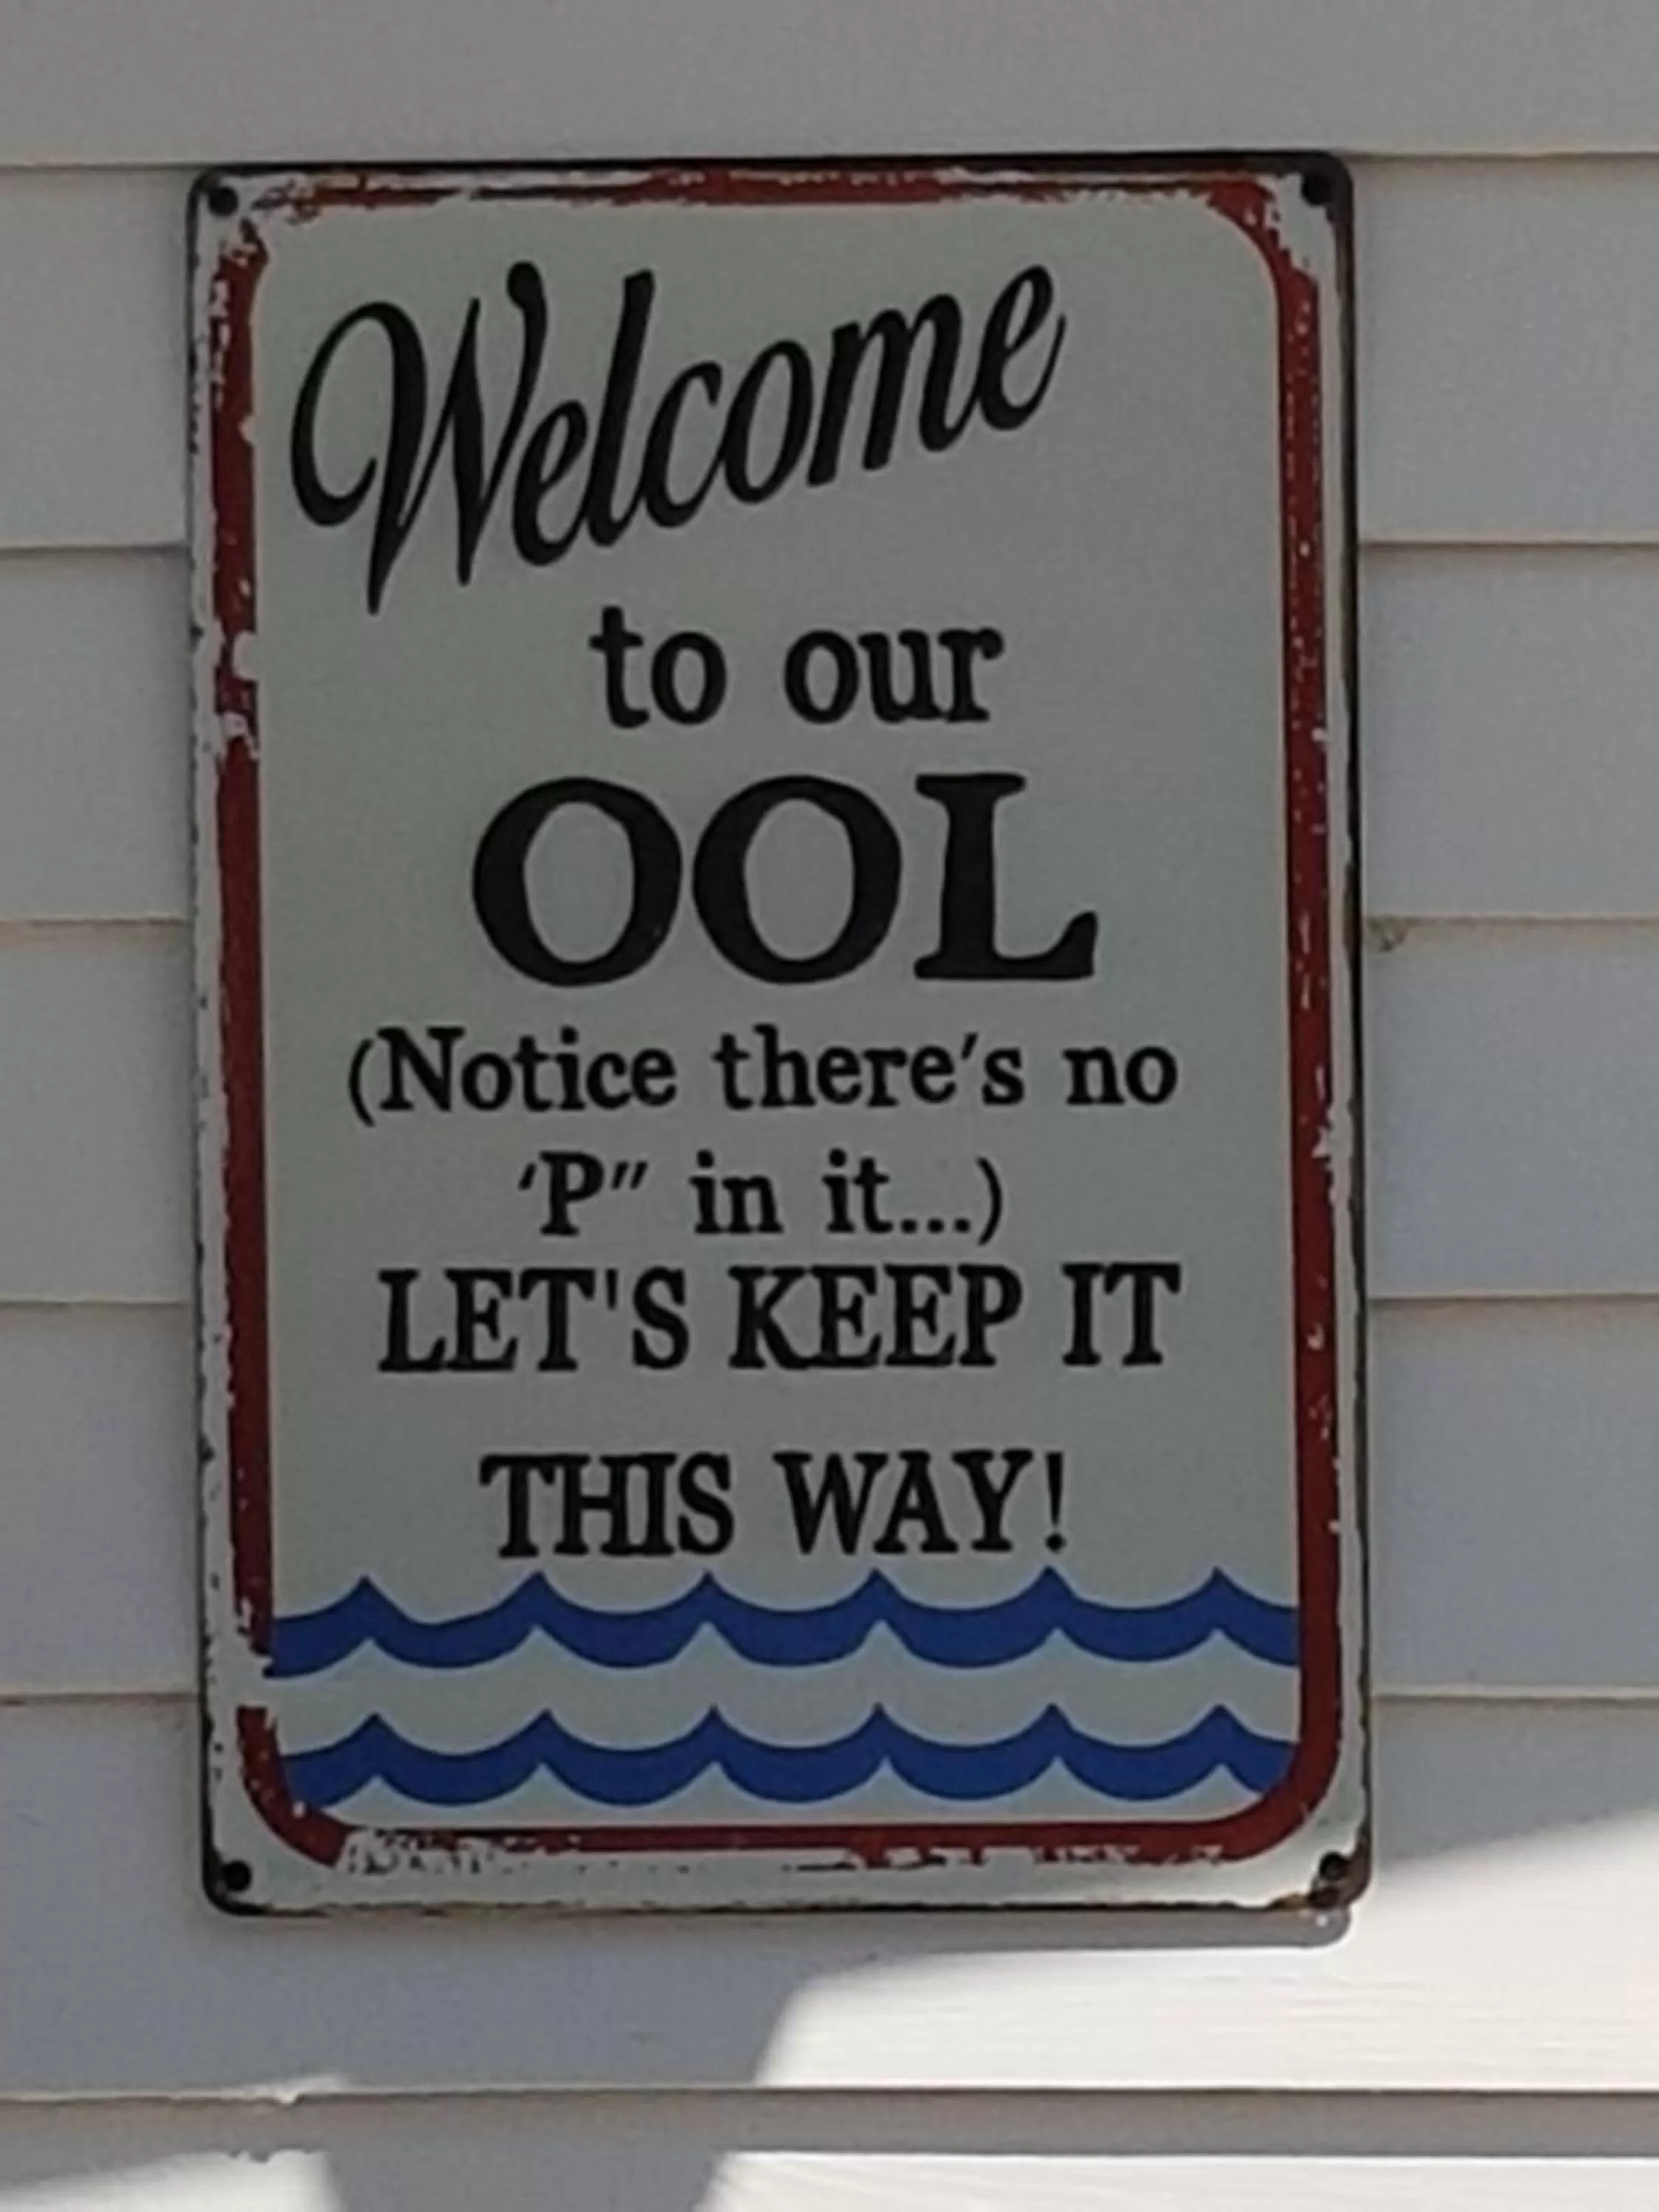 Welcome
to our
OOL
(Notice there's no
'P" in it...)
LET'S KEEP IT
THIS WAY!